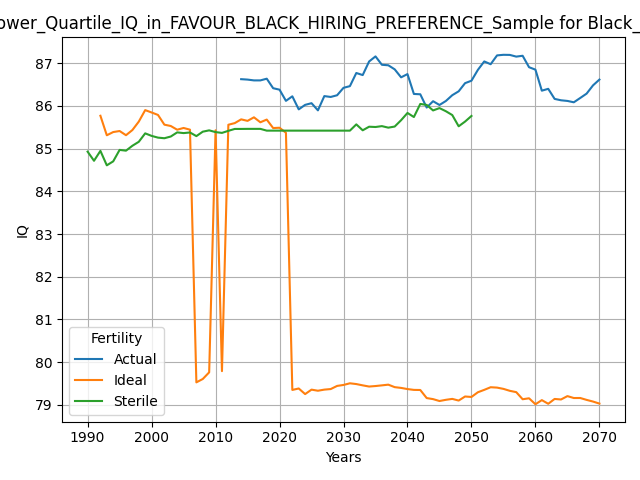 ower_Quartile_IQ_in_FAVOUR_BLACK_HIRING_PREFERENCE_Sample for Black_
87
86
85
84
83
82
81
80
79
IQ
Fertility
Actual
Ideal
Sterile
1990 2000 2010 2020 2030 2040 2050 2060 2070
Years